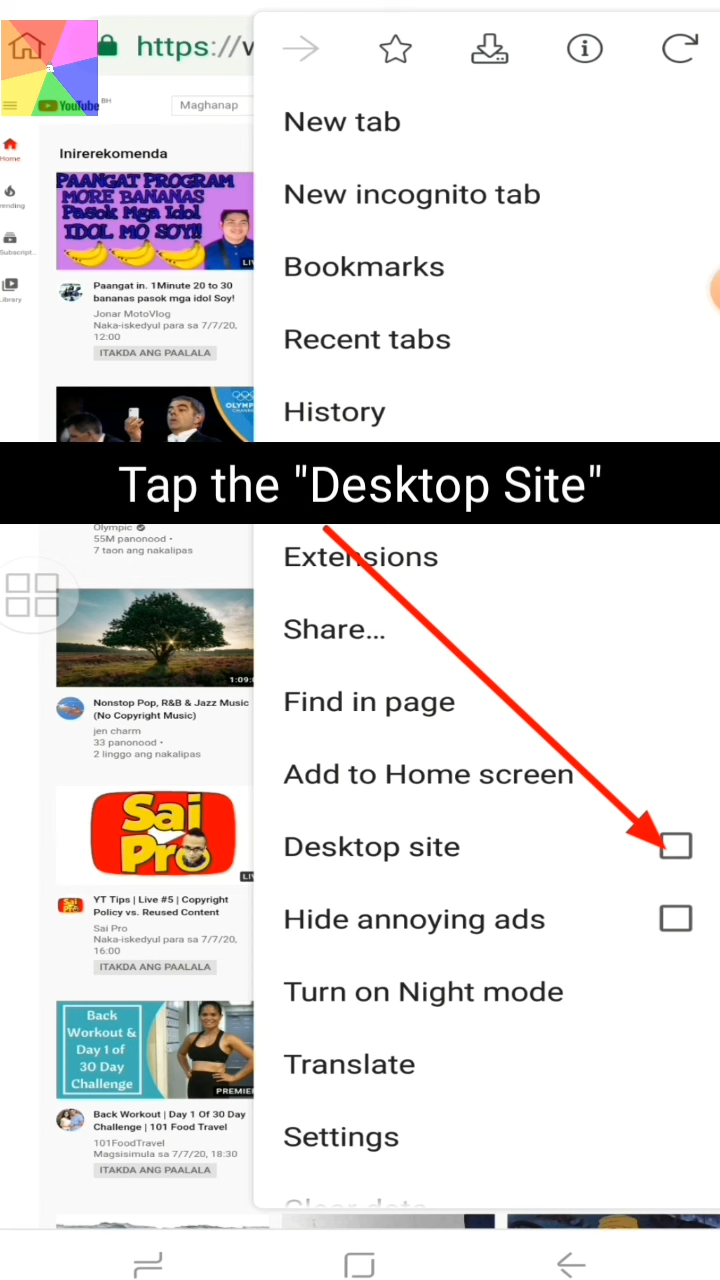 https://w
a
YouTube BH
Maghanap
Home
Inirerekomenda
rending
Subscript..
Library
PAANGAT PROGRAM
MORE BANANAS
Pasok Mga Idol
IDOL MO SOY!!
LIV
Paangat in. 1Minute 20 to 30
bananas pasok mga idol Soy!
Jonar MotoVlog
Naka-iskedyul para sa 7/7/20,
12:00
ITAKDA ANG PAALALA
OLYMP
CHANN
New tab
New incognito tab
Bookmarks
Recent tabs
History
Tap the "Desktop Site"
Olympic
55M panonood •
7 taon ang nakalipas
1:09:
Nonstop Pop, R&B & Jazz Music
(No Copyright Music)
jen charm
33 panonood •
2 linggo ang nakalipas
Sai
Pro
LIV
YT Tips | Live #5 | Copyright
Policy vs. Reused Content
Sai Pro
Naka-iskedyul para sa 7/7/20,
16:00
ITAKDA ANG PAALALA
Back
Workout &
Day 1 of
30 Day
Challenge
PREMIE
Back Workout | Day 1 Of 30 Day
Challenge | 101 Food Travel
101FoodTravel
Magsisimula sa 7/7/20, 18:30
ITAKDA ANG PAALALA
Extensions
Share...
Find in page
Add to Home screen
Desktop site
Hide annoying ads
Turn on Night mode
Translate
Settings
Clear data